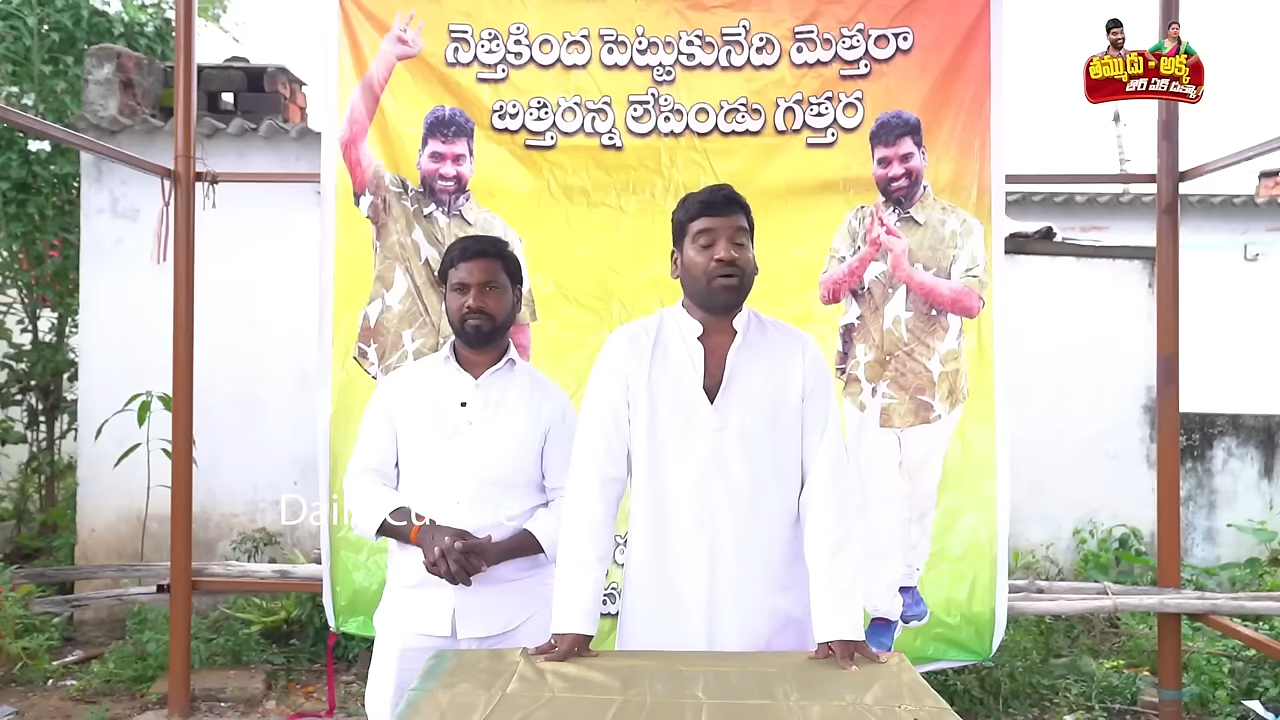 నెత్తికింద పెట్టుకునేది మెత్తరా
బిత్తిరన్న లేపిండు గత్తర
తమ్ముడు - అక్క